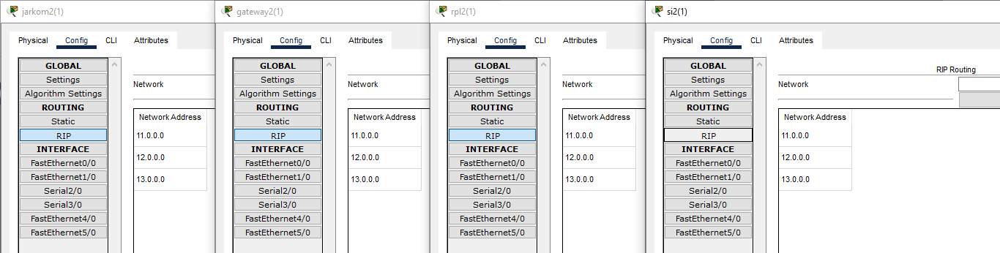 jarkom2(1)
Physical Config CLI Attributes
GLOBAL
Settings
Algorithm Settings
ROUTING
Static
RIP
INTERFACE
FastEthernet0/0
FastEthernet1/0
Serial2/0
Serial3/0
FastEthernet4/0
FastEthernet5/0
Network
Network Address
11.0.0.0
12.0.0.0
13.0.0.0
gateway2(1)
Physical Config CLI Attributes
GLOBAL
Settings
Algorithm Settings
ROUTING
Static
RIP
INTERFACE
FastEthernet0/0
FastEthernet1/0
Serial2/0
Serial3/0
FastEthernet4/0
FastEthernet5/0
Network
Network Address
11.0.0.0
12.0.0.0
13.0.0.0
rpl2(1)
Physical Config CLI Attributes
GLOBAL
Settings
Algorithm Settings
ROUTING
Static
RIP
INTERFACE
FastEthernet0/0
FastEthernet1/0
Serial2/0
Serial3/0
FastEthernet4/0
FastEthernet5/0
Network
Network Address
11.0.0.0
12.0.0.0
13.0.0.0
si2(1)
Physical Config CLI Attributes
GLOBAL
Settings
Algorithm Settings
ROUTING
Static
RIP
INTERFACE
FastEthernet0/0
FastEthernet1/0
Serial2/0
Serial3/0
FastEthernet4/0
FastEthernet5/0
RIP Routing
Network
Network Address
11.0.0.0
12.0.0.0
13.0.0.0